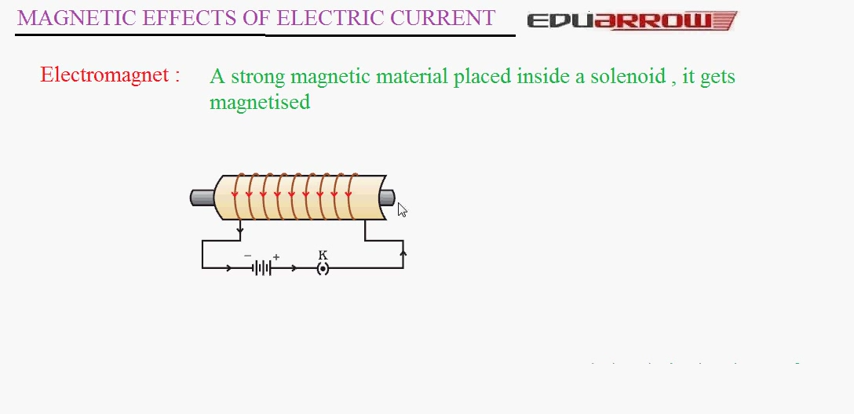 MAGNETIC EFFECTS OF ELECTRIC CURRENT
EDUARROW
Electromagnet : A strong magnetic material placed inside a solenoid , it gets
magnetised
− + K